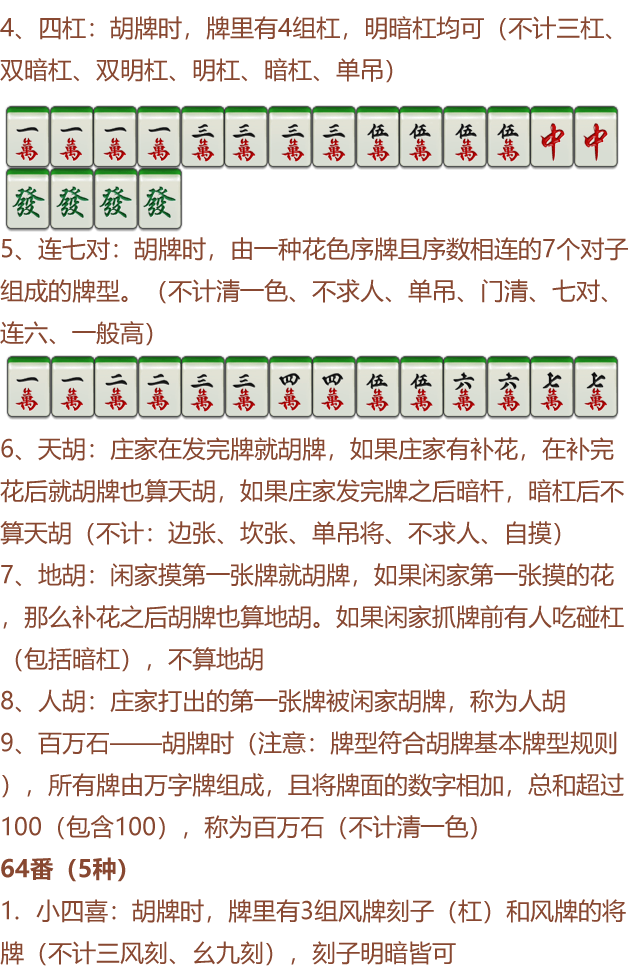 4、四杠：胡牌时，牌里有4组杠，明暗杠均可（不计三杠、
双暗杠、双明杠、明杠、暗杠、单吊）
一萬 一萬 一萬 一萬 三萬 三萬 三萬 三萬 伍萬 伍萬 伍萬 伍萬 中 中
發 發 發 發
5、连七对：胡牌时，由一种花色序牌且序数相连的7个对子
组成的牌型。（不计清一色、不求人、单吊、门清、七对、
连六、一般高）
一萬 一萬 二萬 二萬 三萬 三萬 四萬 四萬 伍萬 伍萬 六萬 六萬 七萬 七萬
6、天胡：庄家在发完牌就胡牌，如果庄家有补花，在补完
花后就胡牌也算天胡，如果庄家发完牌之后暗杆，暗杠后不
算天胡（不计：边张、坎张、单吊将、不求人、自摸）
7、地胡：闲家摸第一张牌就胡牌，如果闲家第一张摸的花
，那么补花之后胡牌也算地胡。如果闲家抓牌前有人吃碰杠
（包括暗杠），不算地胡
8、人胡：庄家打出的第一张牌被闲家胡牌，称为人胡
9、百万石——胡牌时（注意：牌型符合胡牌基本牌型规则
），所有牌由万字牌组成，且将牌面的数字相加，总和超过
100（包含100），称为百万石（不计清一色）
64番（5种）
1．小四喜：胡牌时，牌里有3组风牌刻子（杠）和风牌的将
牌（不计三风刻、幺九刻），刻子明暗皆可